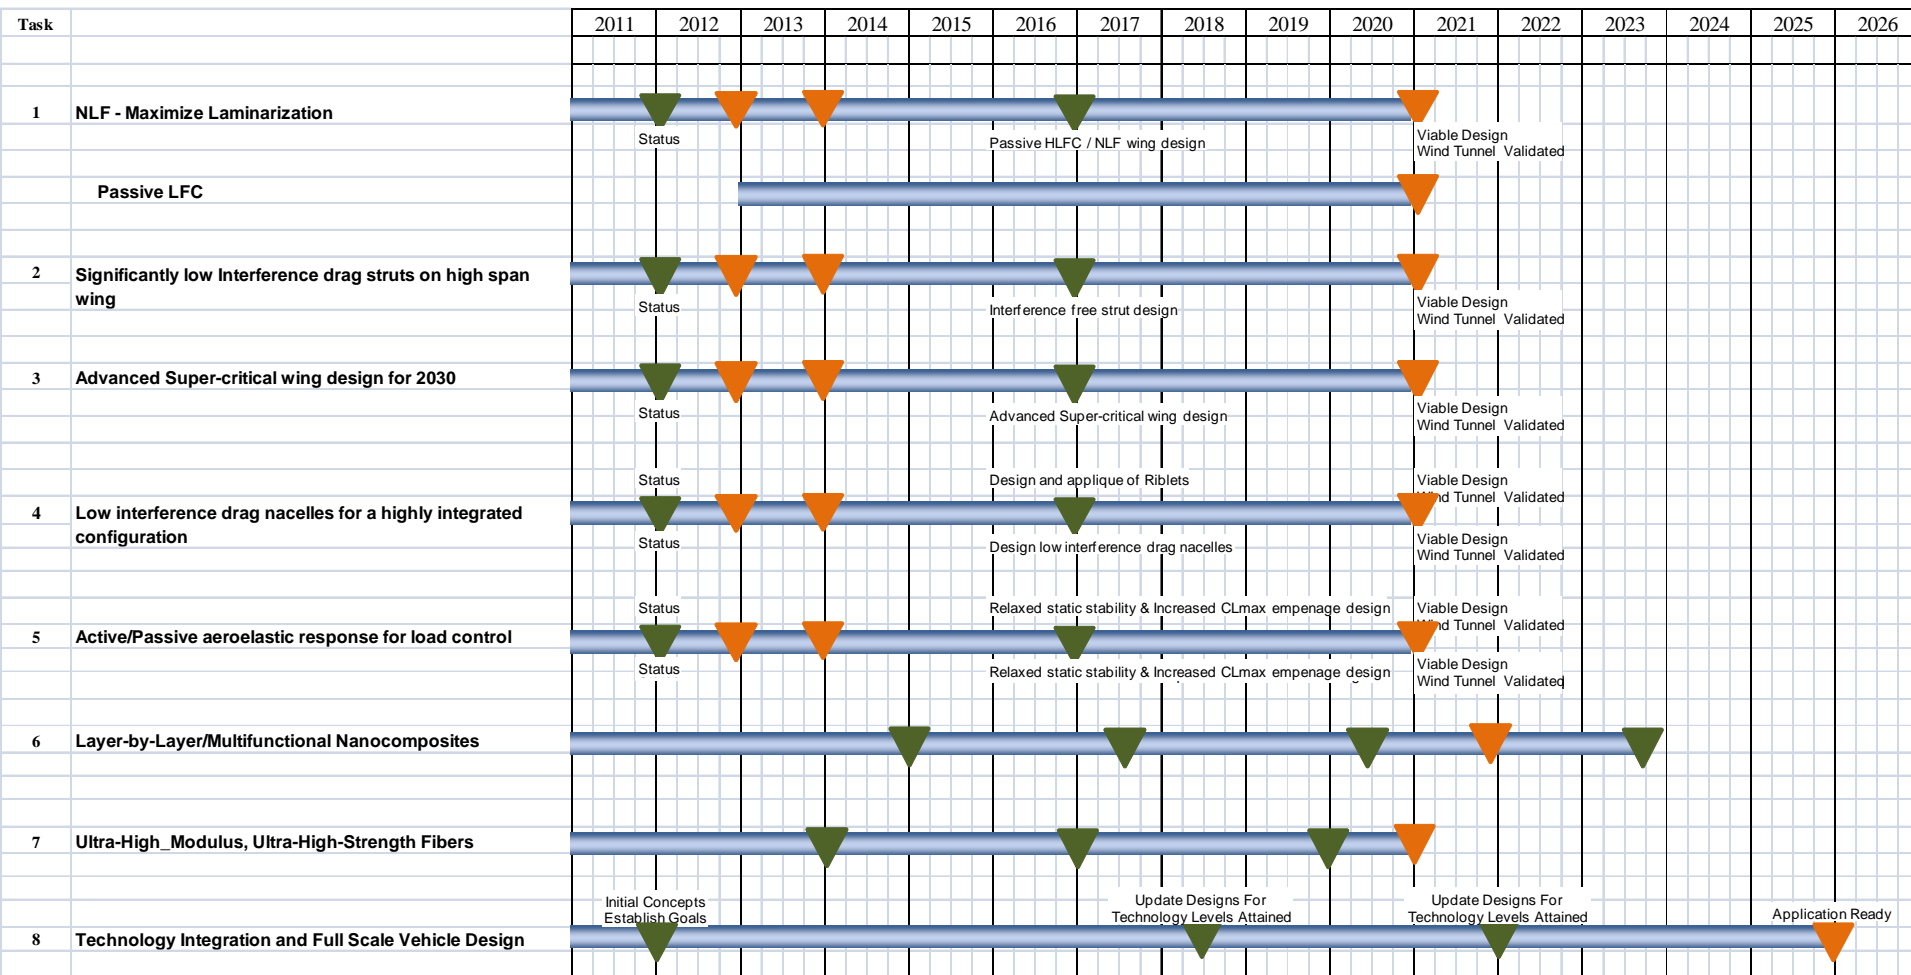 Task 2011 2012 2013 2014 2015 2016 2017 2018 2019 2020 2021 2022 2023 2024 2025 2026
1 NLF - Maximize Laminarization
Status
Passive HLFC / NLF wing design
Viable Design
Wind Tunnel Validated
Passive LFC
2 Significantly low Interference drag struts on high span
wing
Status
Interference free strut design
Viable Design
Wind Tunnel Validated
3 Advanced Super-critical wing design for 2030
Status
Advanced Super-critical wing design
Viable Design
Wind Tunnel Validated
Status
Design and applique of Riblets
Viable Design
Wind Tunnel Validated
4 Low interference drag nacelles for a highly integrated
configuration
Status
Design low interference drag nacelles
Viable Design
Wind Tunnel Validated
Status
Relaxed static stability & Increased CLmax empenage design
Viable Design
Wind Tunnel Validated
5 Active/Passive aeroelastic response for load control
Status
Relaxed static stability & Increased CLmax empenage design
Viable Design
Wind Tunnel Validated
6 Layer-by-Layer/Multifunctional Nanocomposites
7 Ultra-High_Modulus, Ultra-High-Strength Fibers
Initial Concepts
Establish Goals
Update Designs For
Technology Levels Attained
Update Designs For
Technology Levels Attained
Application Ready
8 Technology Integration and Full Scale Vehicle Design